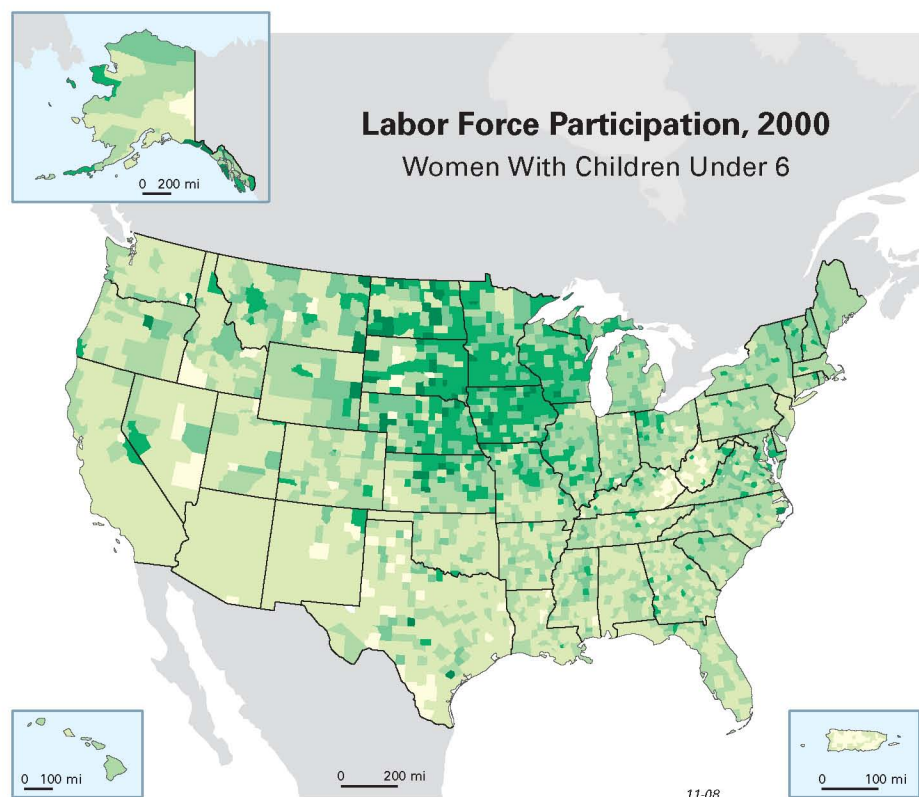 Labor Force Participation, 2000
Women With Children Under 6
0 200 mi
0 100 mi
0 200 mi
0 100 mi
11-08